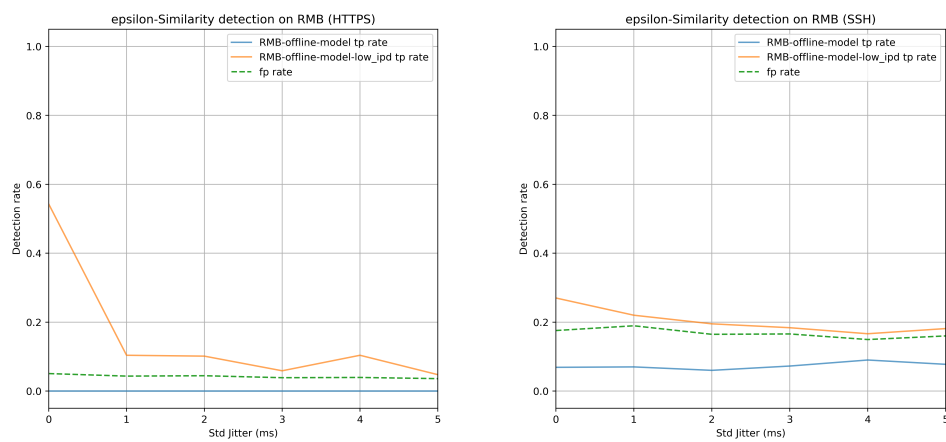 epsilon-Similarity detection on RMB (HTTPS)
RMB-offline-model tp rate
RMB-offline-model-low_ipd tp rate
fp rate
Detection rate
1.0
0.8
0.6
0.4
0.2
0.0
0 1 2 3 4 5
Std Jitter (ms)
epsilon-Similarity detection on RMB (SSH)
RMB-offline-model tp rate
RMB-offline-model-low_ipd tp rate
fp rate
Detection rate
1.0
0.8
0.6
0.4
0.2
0.0
0 1 2 3 4 5
Std Jitter (ms)